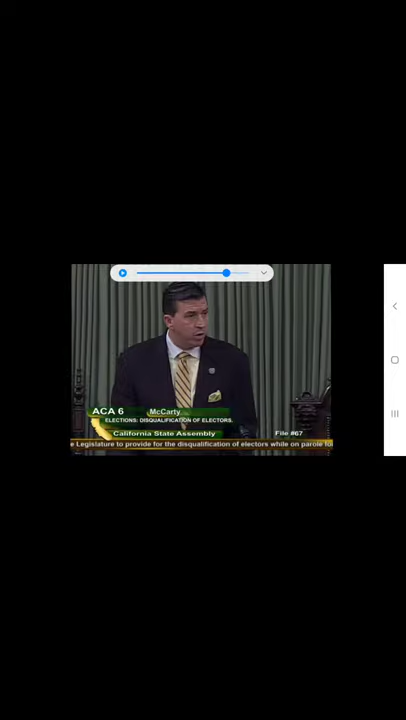 ACA 6 McCarty
ELECTIONS: DISQUALIFICATION OF ELECTORS.
California State Assembly File #67
e Legislature to provide for the disqualification of electors while on parole fo